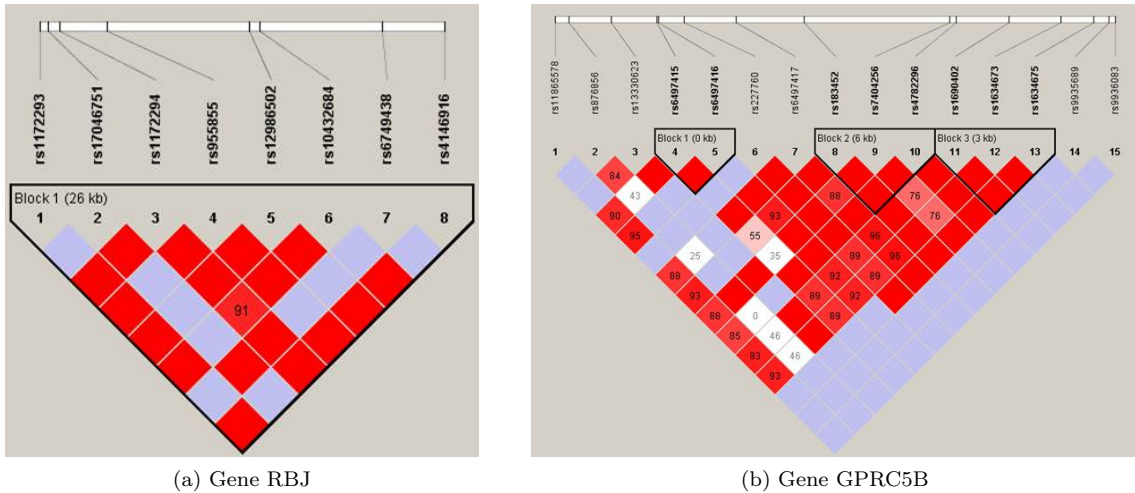 rs1172293
rs17046751
rs1172294
rs955855
rs12986502
rs10432684
rs6749438
rs4146916
Block 1 (26 kb)
1 2 3 4 5 6 7 8
91
(a) Gene RBJ
rs11865578
rs876856
rs13330623
rs6497415
rs6497416
rs227760
rs6497417
rs183452
rs7404256
rs4782296
rs1690402
rs1634673
rs1634675
rs9935689
rs9936083
Block 1 (0 kb) Block 2 (6 kb) Block 3 (3 kb)
1 2 3 4 5 6 7 8 9 10 11 12 13 14 15
84
43 88 76
90 93 76
95 55 96
25 35 89 96
88 92 89
93 89 92
88 0 89
85 46
93 46
93
(b) Gene GPRC5B